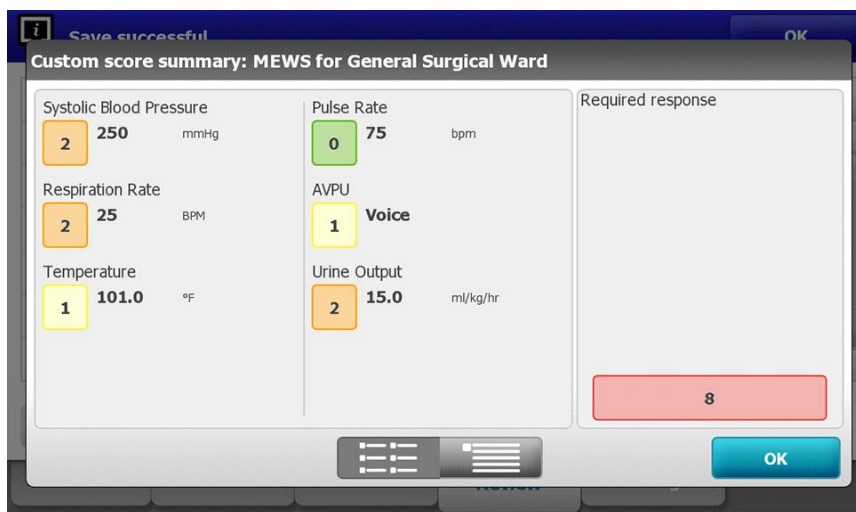 Save successful
OK
Custom score summary: MEWS for General Surgical Ward
Systolic Blood Pressure
2 250 mmHg
Respiration Rate
2 25 BPM
Temperature
1 101.0 °F
Pulse Rate
0 75 bpm
AVPU
1 Voice
Urine Output
2 15.0 ml/kg/hr
Required response
8
OK
Review